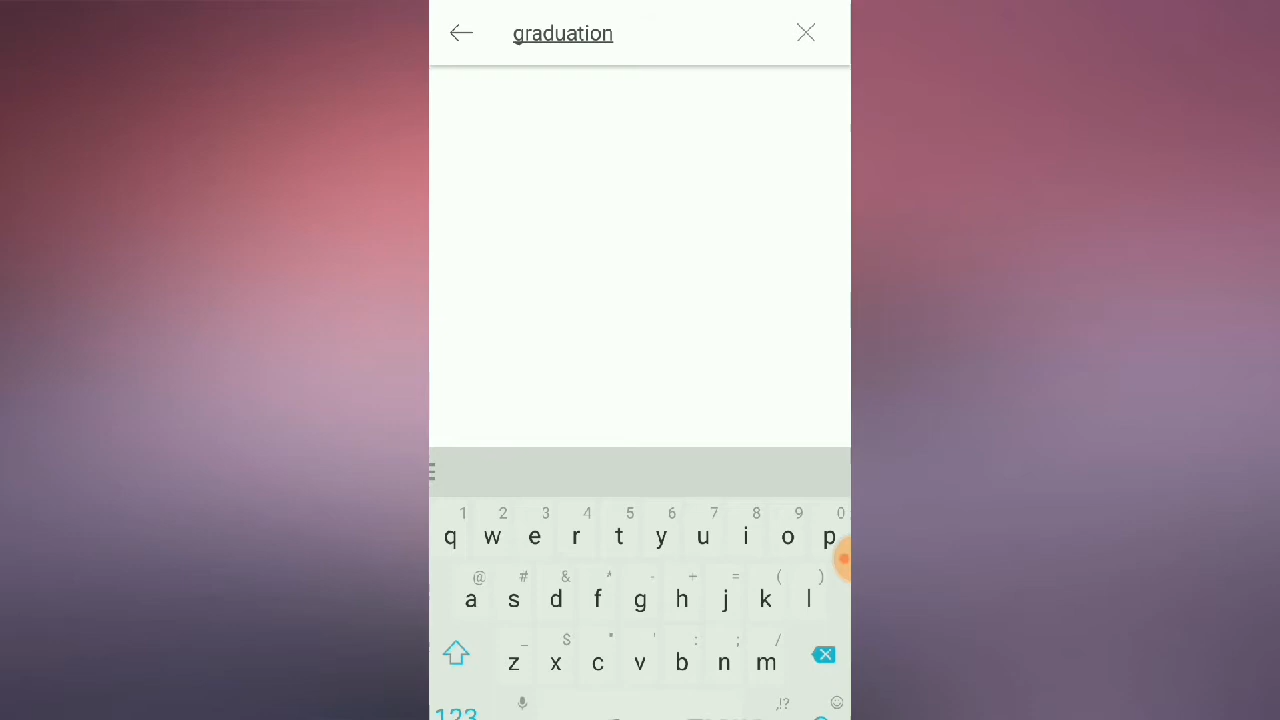 graduation
1 2 3 4 5 6 7 8 9 0
q w e r t y u i o p
@ # & * - + = ( )
a s d f g h j k l
_ $ " ' : ; /
z x c v b n m
,!?
123